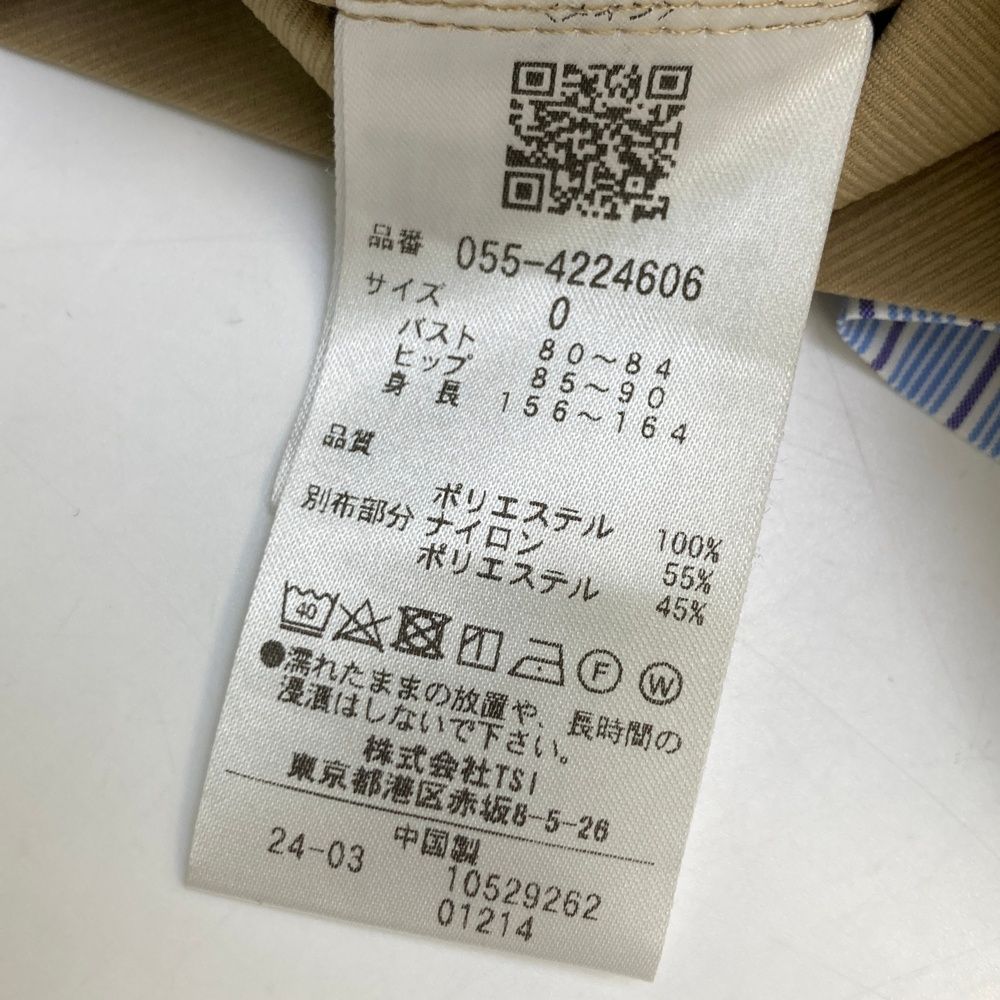 〈メイン〉
品番 055-4224606
サイズ 0
バスト 80〜84
ヒップ 85〜90
身長 156〜164
品質
ポリエステル 100%
別布部分 ナイロン 55%
ポリエステル 45%
40 F W
●濡れたままの放置や、長時間の
浸漬はしないで下さい。
株式会社TSI
東京都港区赤坂8-5-26
中国製
24-03 10529262
01214